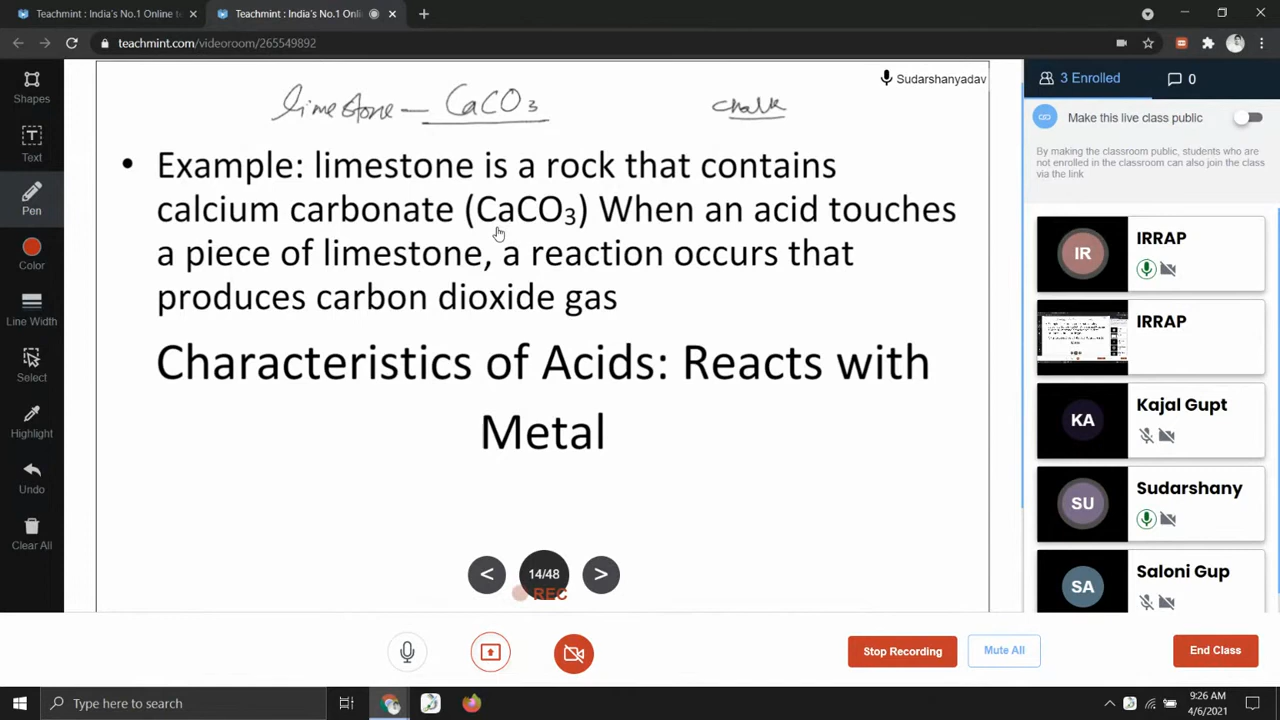 Teachmint : India's No.1 Online t
Teachmint : India's No.1 Onlin
teachmint.com/videoroom/265549892
Shapes
Text
Pen
Color
Line Width
Select
Highlight
Undo
Clear All
limestone — CaCO3
chalk
Sudarshanyadav
• Example: limestone is a rock that contains
calcium carbonate (CaCO₃) When an acid touches
a piece of limestone, a reaction occurs that
produces carbon dioxide gas
Characteristics of Acids: Reacts with
Metal
< 14/48 >
REC
3 Enrolled
0
Make this live class public
By making the classroom public, students who are
not enrolled in the classroom can also join the class
via the link
IR
IRRAP
IRRAP
KA
Kajal Gupt
SU
Sudarshany
SA
Saloni Gup
Stop Recording
Mute All
End Class
Type here to search
9:26 AM
4/6/2021